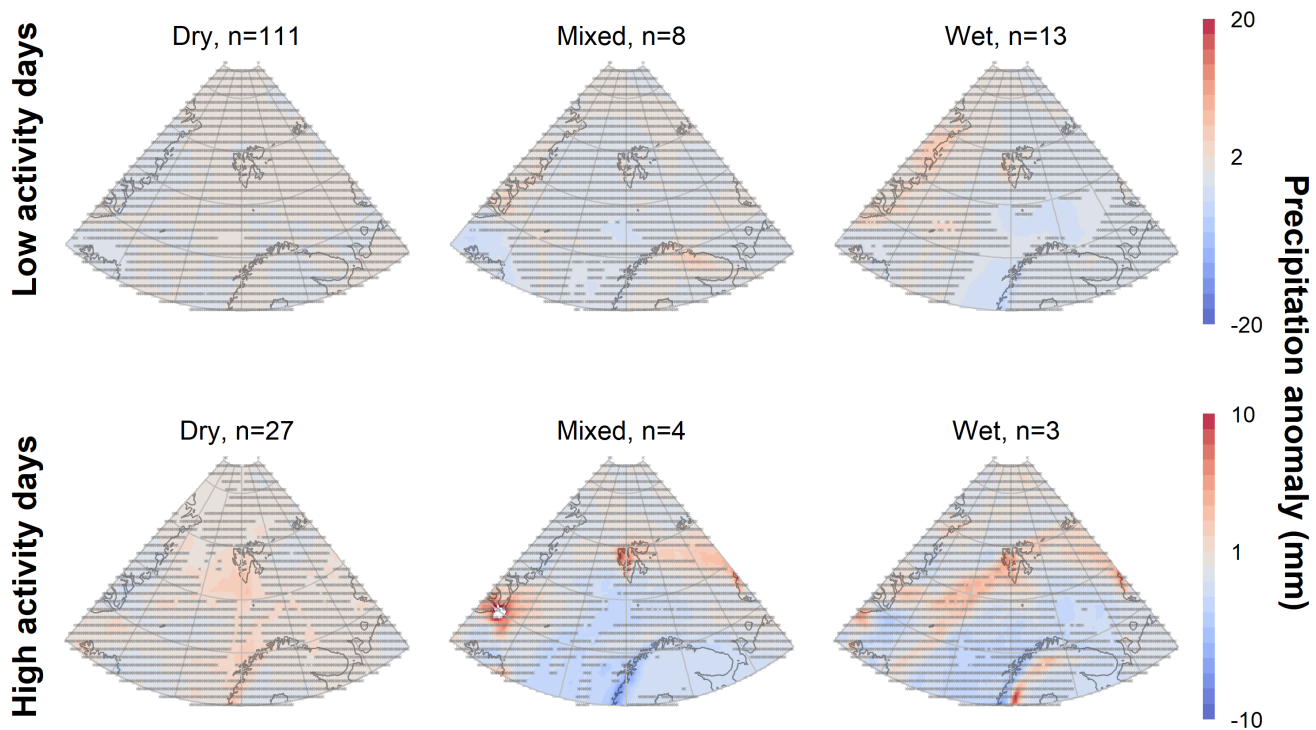 Low activity days
Dry, n=111
Mixed, n=8
Wet, n=13
20
2
-20
High activity days
Dry, n=27
Mixed, n=4
Wet, n=3
10
1
-10
Precipitation anomaly (mm)